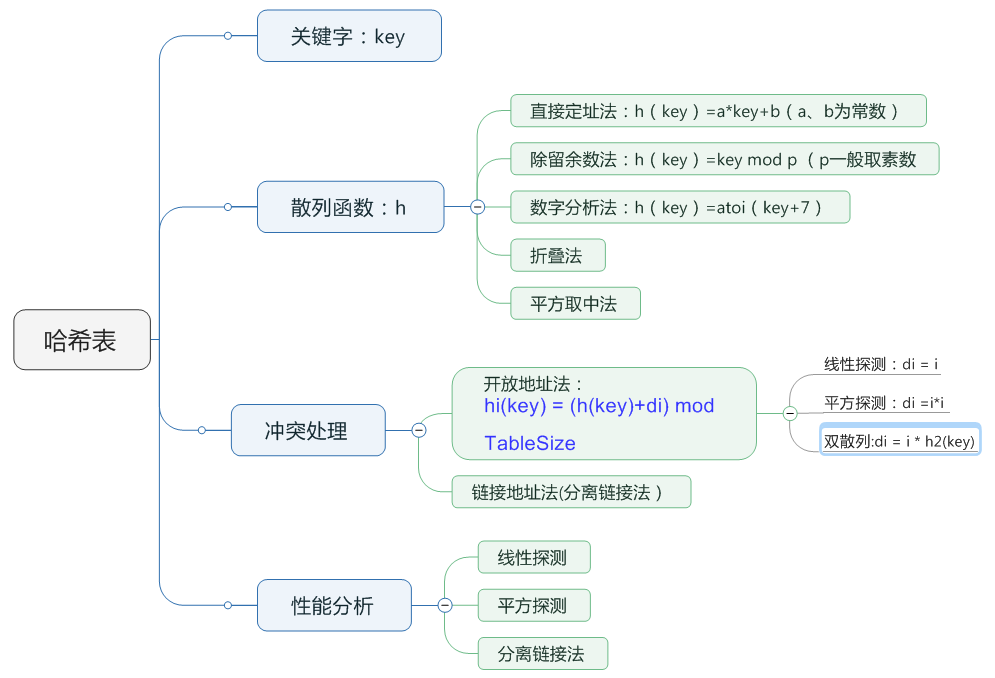 哈希表
关键字：key
散列函数：h
直接定址法：h（key）=a*key+b（a、b为常数）
除留余数法：h（key）=key mod p （p一般取素数
数字分析法：h（key）=atoi（key+7）
折叠法
平方取中法
冲突处理
开放地址法：
hi(key) = (h(key)+di) mod
TableSize
线性探测：di = i
平方探测：di =i*i
双散列:di = i * h2(key)
链接地址法(分离链接法）
性能分析
线性探测
平方探测
分离链接法